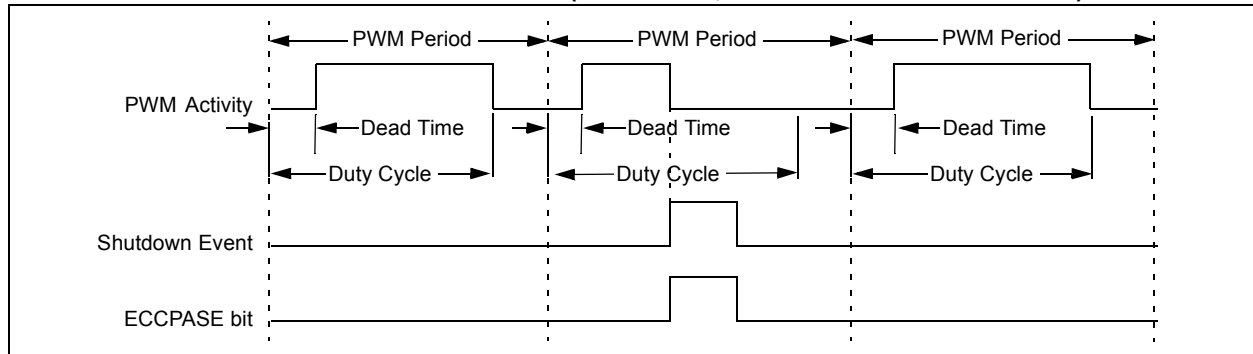 PWM Period PWM Period PWM Period
PWM Activity
Dead Time Dead Time Dead Time
Duty Cycle Duty Cycle Duty Cycle
Shutdown Event
ECCPASE bit